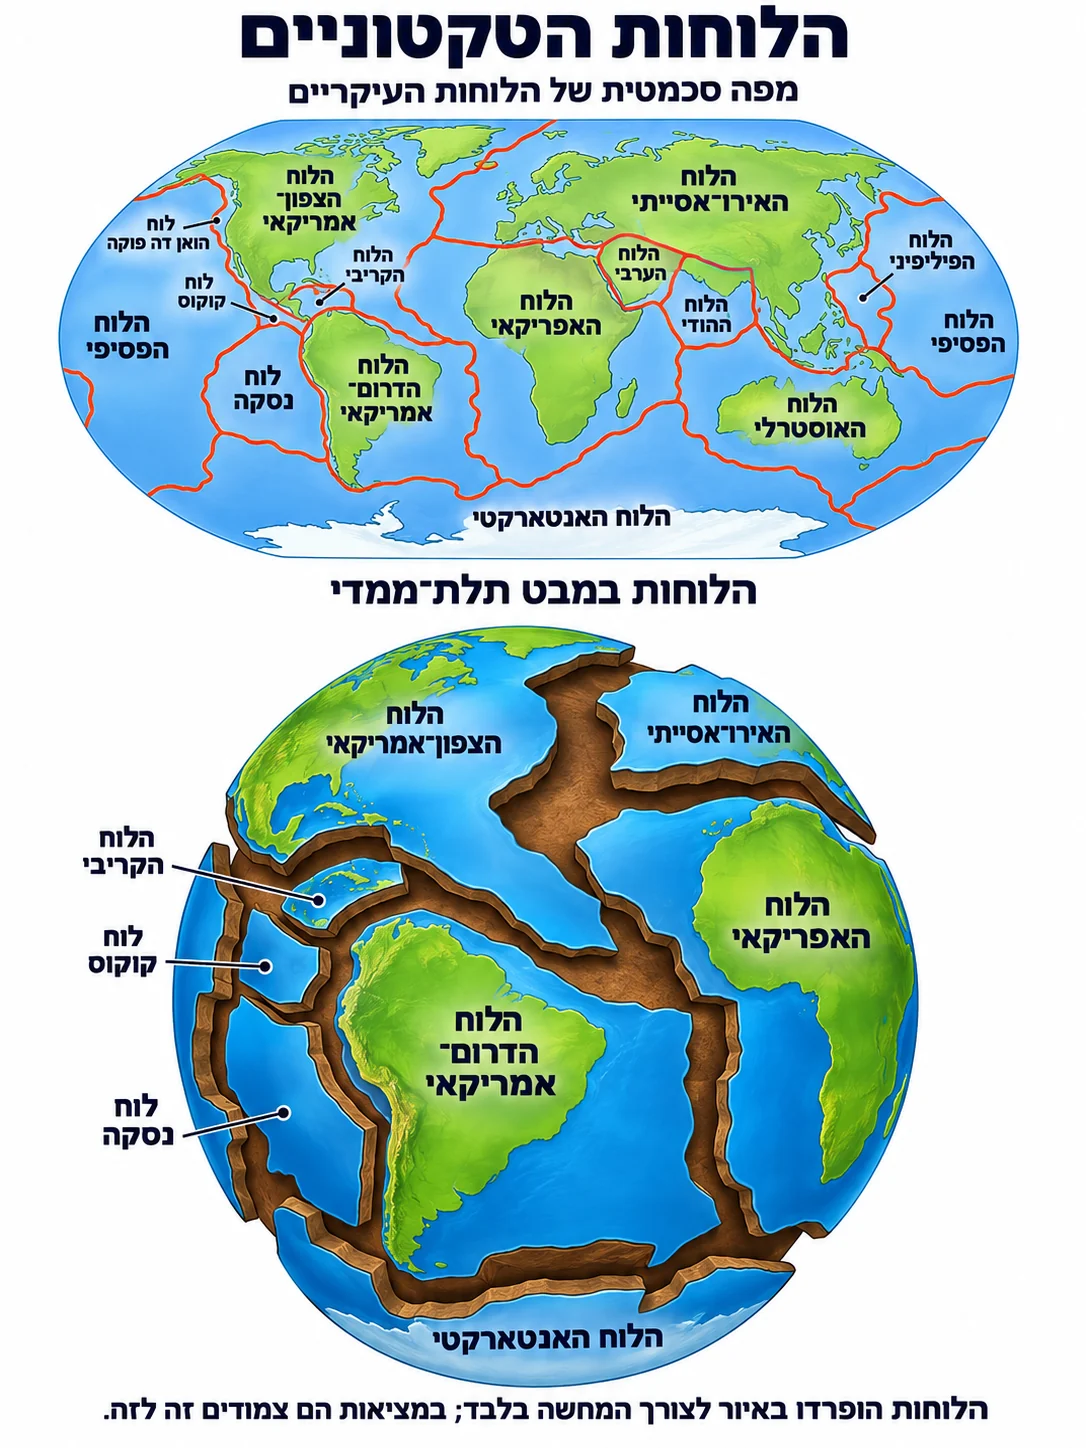 הלוחות הטקטוניים
מפה סכמטית של הלוחות העיקריים
הלוח
הצפון־
אמריקאי
הלוח
האירו־אסייתי
לוח
הואן דה פוקה
הלוח
הקריבי
הלוח
הערבי
הלוח
הפיליפיני
לוח
קוקוס
הלוח
האפריקאי
הלוח
ההודי
הלוח
הפסיפי
הלוח
הפסיפי
לוח
נסקה
הלוח
הדרום־
אמריקאי
הלוח
האוסטרלי
הלוח האנטארקטי
הלוחות במבט תלת־ממדי
הלוח
הצפון־אמריקאי
הלוח
האירו־אסייתי
הלוח
הקריבי
הלוח
האפריקאי
לוח
קוקוס
הלוח
הדרום־
אמריקאי
לוח
נסקה
הלוח האנטארקטי
הלוחות הופרדו באיור לצורך המחשה בלבד; במציאות הם צמודים זה לזה.